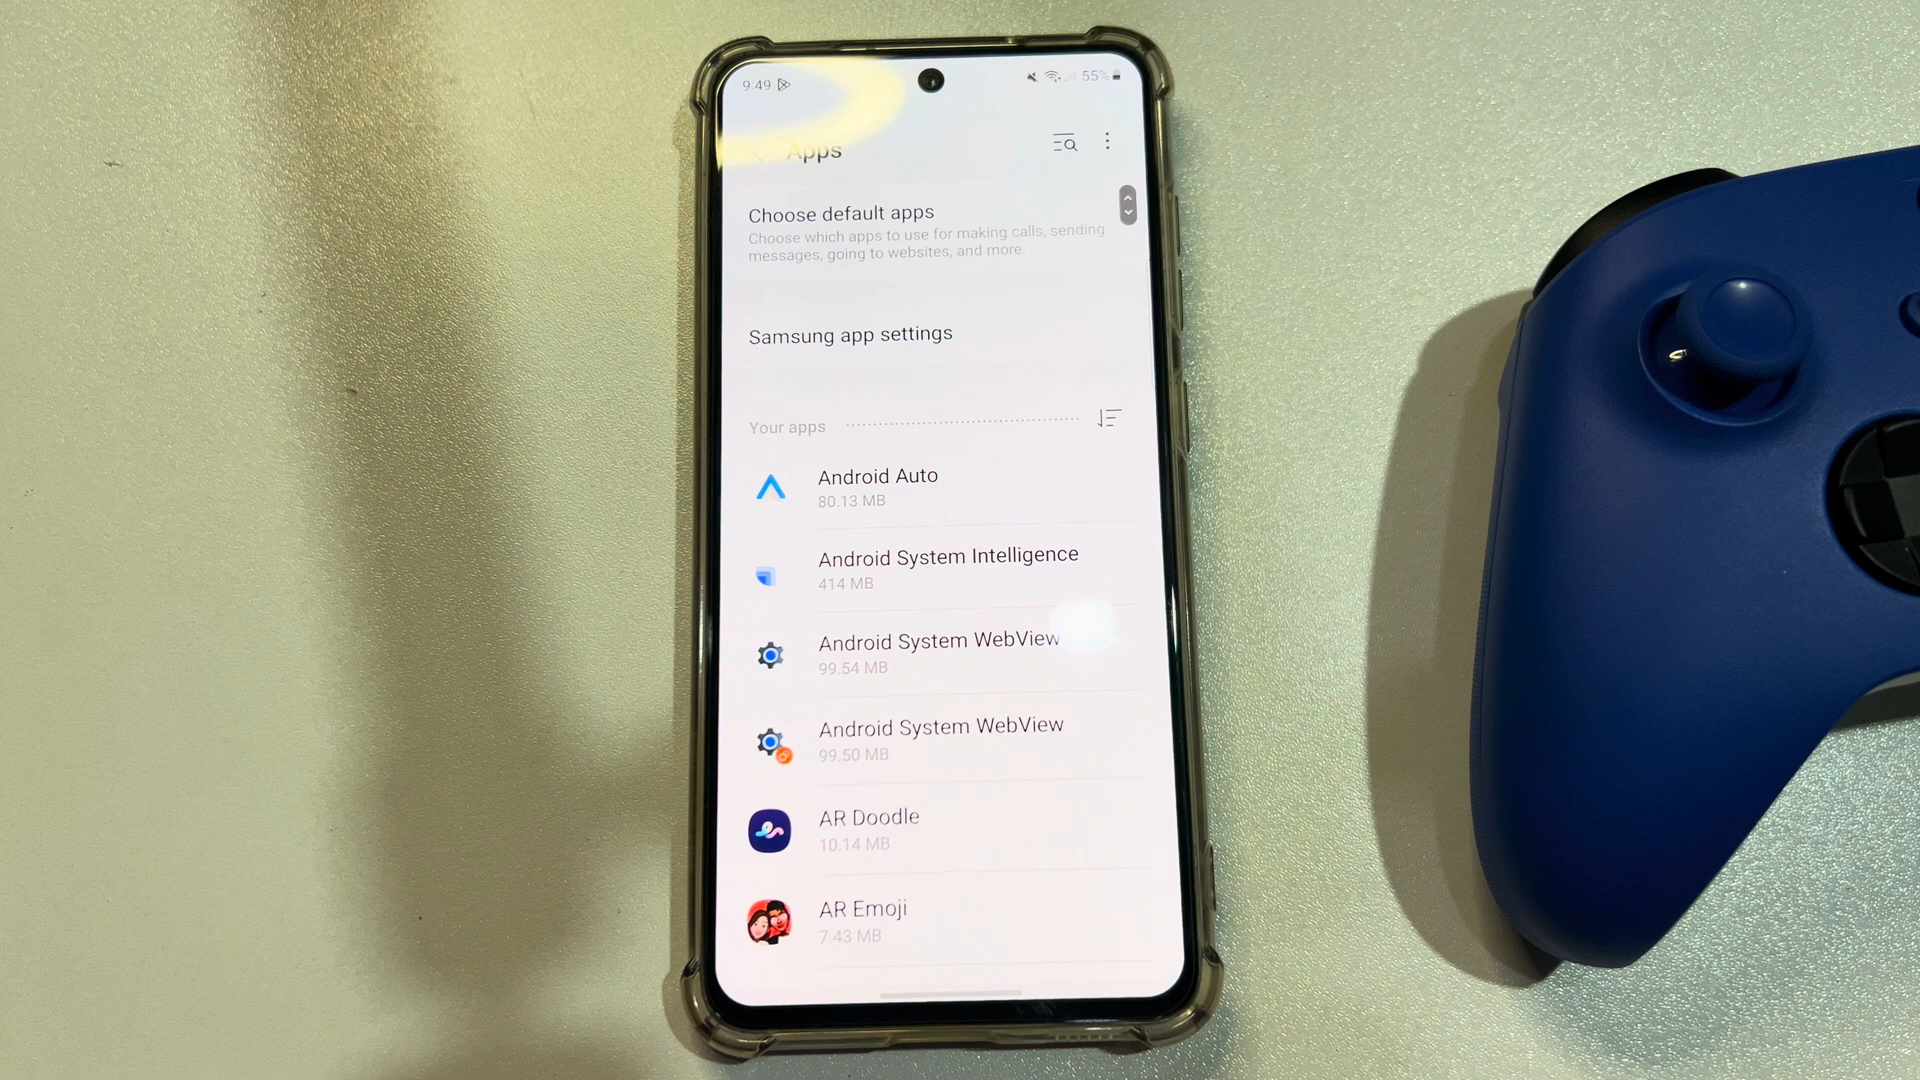 9:49 55%
Apps
Choose default apps
Choose which apps to use for making calls, sending
messages, going to websites, and more.
Samsung app settings
Your apps
Android Auto
80.13 MB
Android System Intelligence
414 MB
Android System WebView
99.54 MB
Android System WebView
99.50 MB
AR Doodle
10.14 MB
AR Emoji
7.43 MB